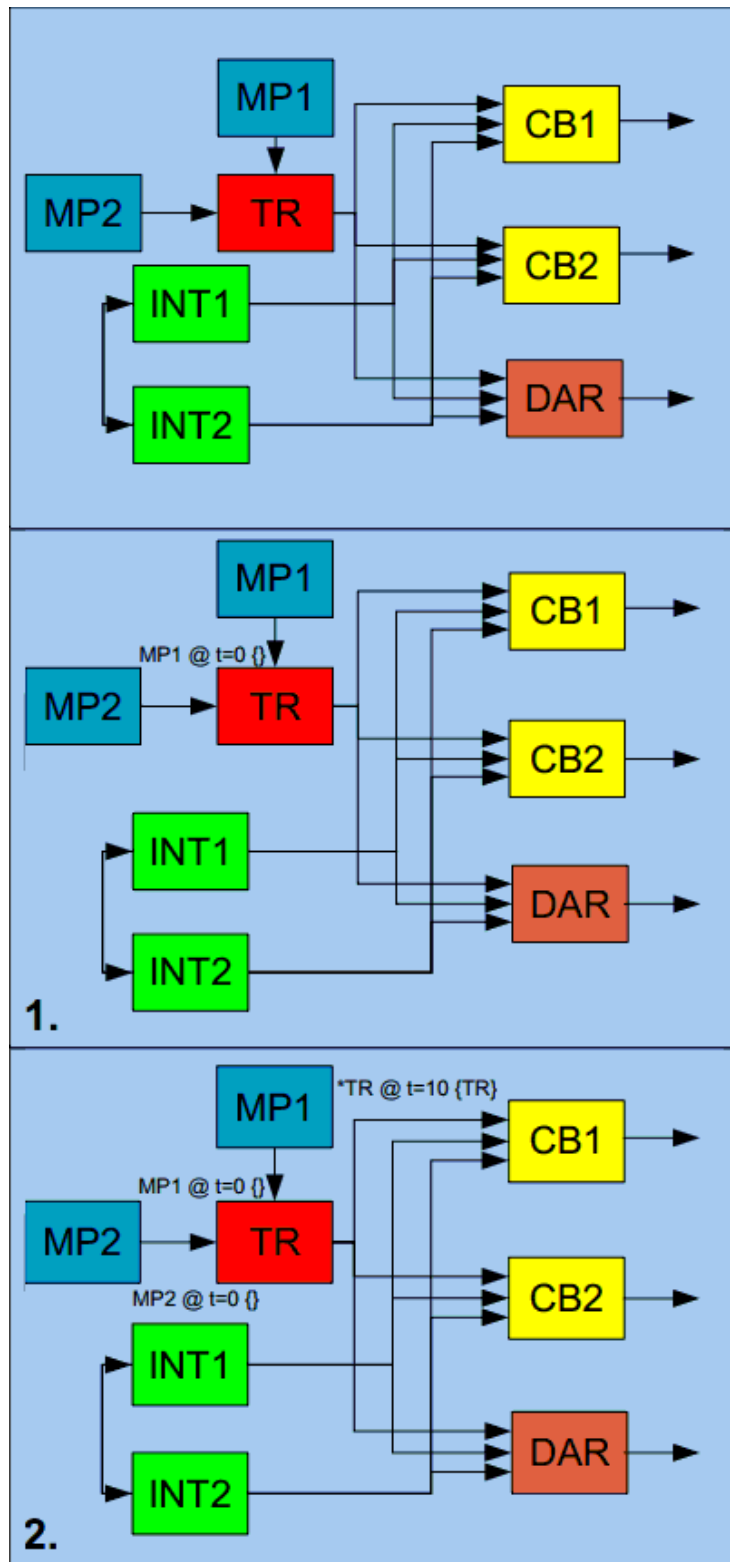 MP1
CB1
MP2
TR
CB2
INT1
DAR
INT2
MP1
CB1
MP1 @ t=0 {}
MP2
TR
CB2
INT1
DAR
INT2
1.
MP1
*TR @ t=10 {TR}
CB1
MP1 @ t=0 {}
MP2
TR
CB2
MP2 @ t=0 {}
INT1
DAR
INT2
2.